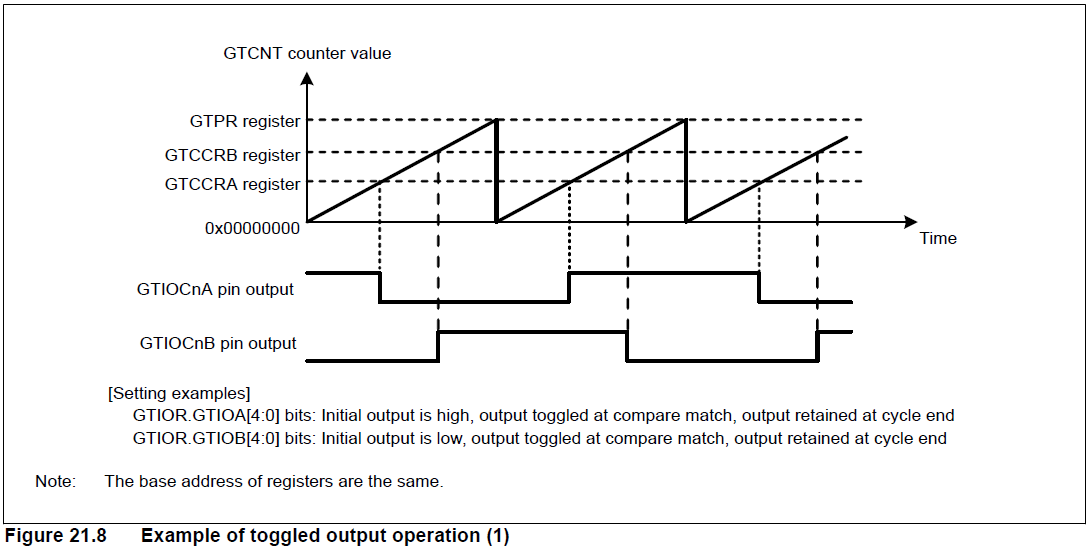 GTCNT counter value
GTPR register
GTCCRB register
GTCCRA register
0x00000000
Time
GTIOCnA pin output
GTIOCnB pin output
[Setting examples]
GTIOR.GTIOA[4:0] bits: Initial output is high, output toggled at compare match, output retained at cycle end
GTIOR.GTIOB[4:0] bits: Initial output is low, output toggled at compare match, output retained at cycle end
Note: The base address of registers are the same.
Figure 21.8 Example of toggled output operation (1)